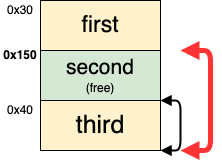 0x30
first
0x150
second
(free)
0x40
third